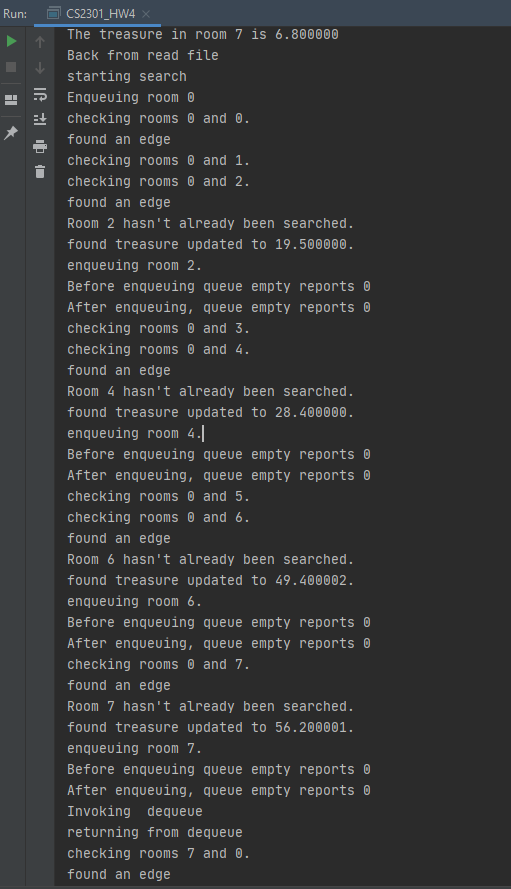 Run: CS2301_HW4
The treasure in room 7 is 6.800000
Back from read file
starting search
Enqueuing room 0
checking rooms 0 and 0.
found an edge
checking rooms 0 and 1.
checking rooms 0 and 2.
found an edge
Room 2 hasn't already been searched.
found treasure updated to 19.500000.
enqueuing room 2.
Before enqueuing queue empty reports 0
After enqueuing, queue empty reports 0
checking rooms 0 and 3.
checking rooms 0 and 4.
found an edge
Room 4 hasn't already been searched.
found treasure updated to 28.400000.
enqueuing room 4.
Before enqueuing queue empty reports 0
After enqueuing, queue empty reports 0
checking rooms 0 and 5.
checking rooms 0 and 6.
found an edge
Room 6 hasn't already been searched.
found treasure updated to 49.400002.
enqueuing room 6.
Before enqueuing queue empty reports 0
After enqueuing, queue empty reports 0
checking rooms 0 and 7.
found an edge
Room 7 hasn't already been searched.
found treasure updated to 56.200001.
enqueuing room 7.
Before enqueuing queue empty reports 0
After enqueuing, queue empty reports 0
Invoking  dequeue
returning from dequeue
checking rooms 7 and 0.
found an edge